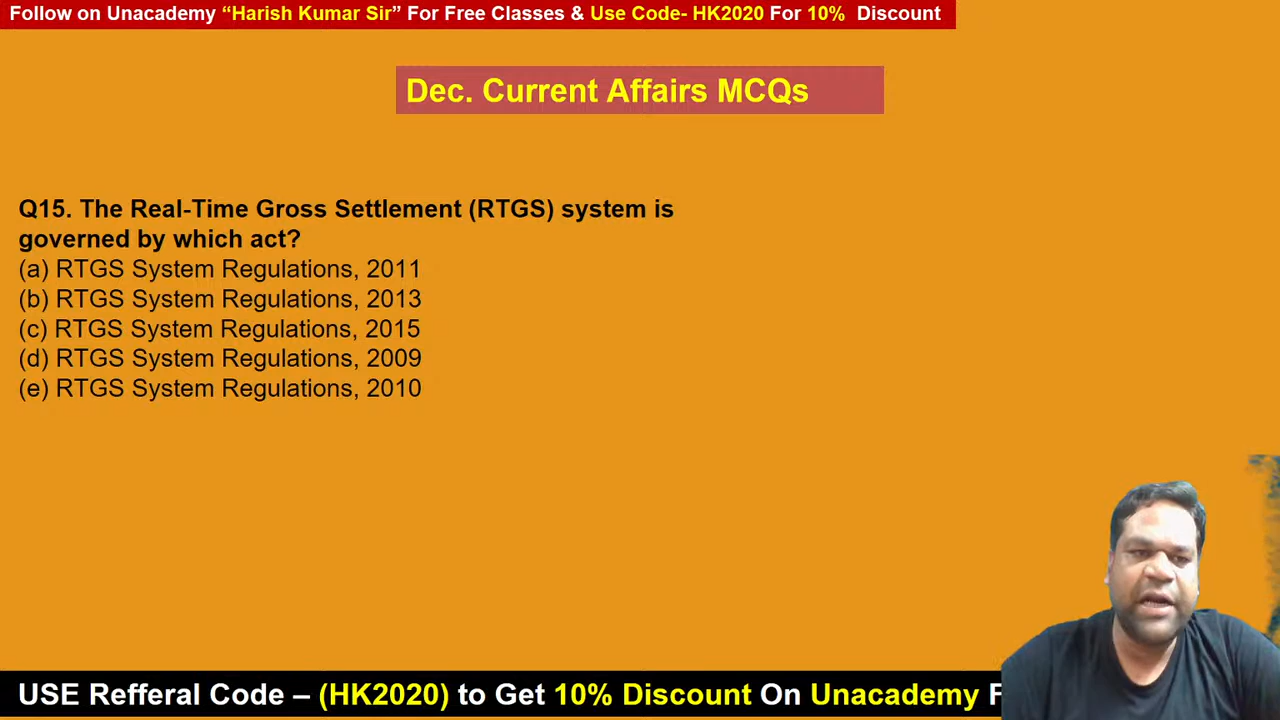 Follow on Unacademy “Harish Kumar Sir” For Free Classes & Use Code- HK2020 For 10% Discount
Dec. Current Affairs MCQs
Q15. The Real-Time Gross Settlement (RTGS) system is
governed by which act?
(a) RTGS System Regulations, 2011
(b) RTGS System Regulations, 2013
(c) RTGS System Regulations, 2015
(d) RTGS System Regulations, 2009
(e) RTGS System Regulations, 2010
USE Refferal Code – (HK2020) to Get 10% Discount On Unacademy F